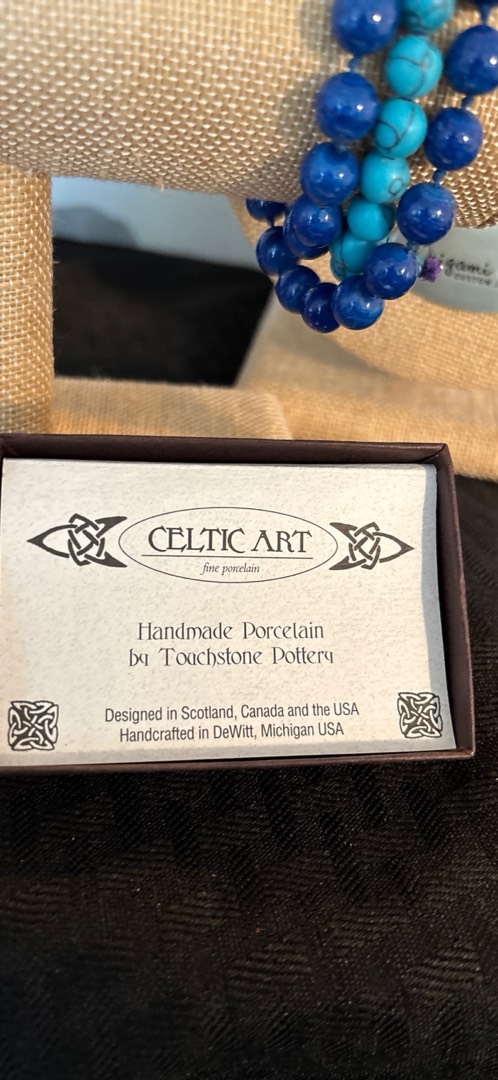 CELTIC ART
fine porcelain
Handmade Porcelain
by Touchstone Pottery
Designed in Scotland, Canada and the USA
Handcrafted in DeWitt, Michigan USA